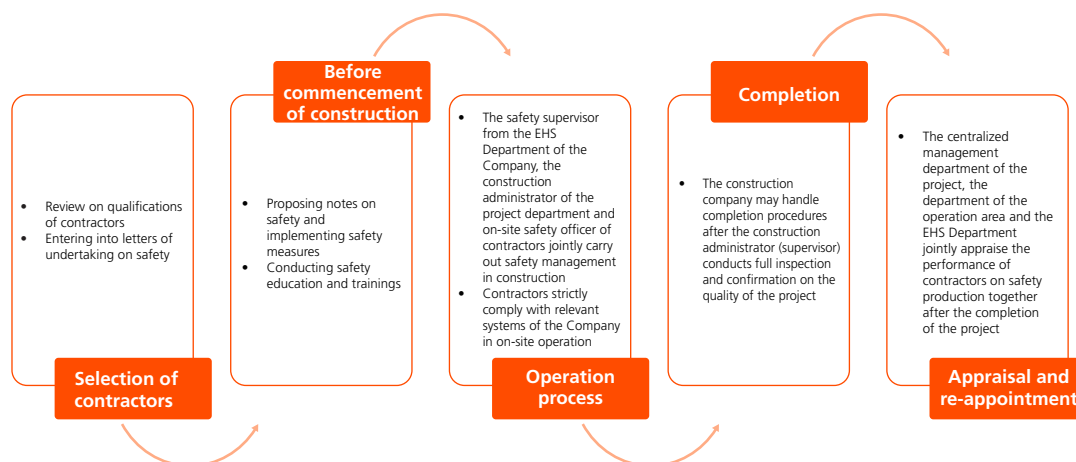 • Review on qualifications
of contractors
• Entering into letters of
undertaking on safety
Selection of
contractors
Before
commencement
of construction
• Proposing notes on
safety and
implementing safety
measures
• Conducting safety
education and trainings
• The safety supervisor
from the EHS
Department of the
Company, the
construction
administrator of the
project department and
on-site safety officer of
contractors jointly carry
out safety management
in construction
• Contractors strictly
comply with relevant
systems of the Company
in on-site operation
Operation
process
Completion
• The construction
company may handle
completion procedures
after the construction
administrator (supervisor)
conducts full inspection
and confirmation on the
quality of the project
• The centralized
management
department of the
project, the
department of the
operation area and the
EHS Department
jointly appraise the
performance of
contractors on safety
production together
after the completion
of the project
Appraisal and
re-appointment